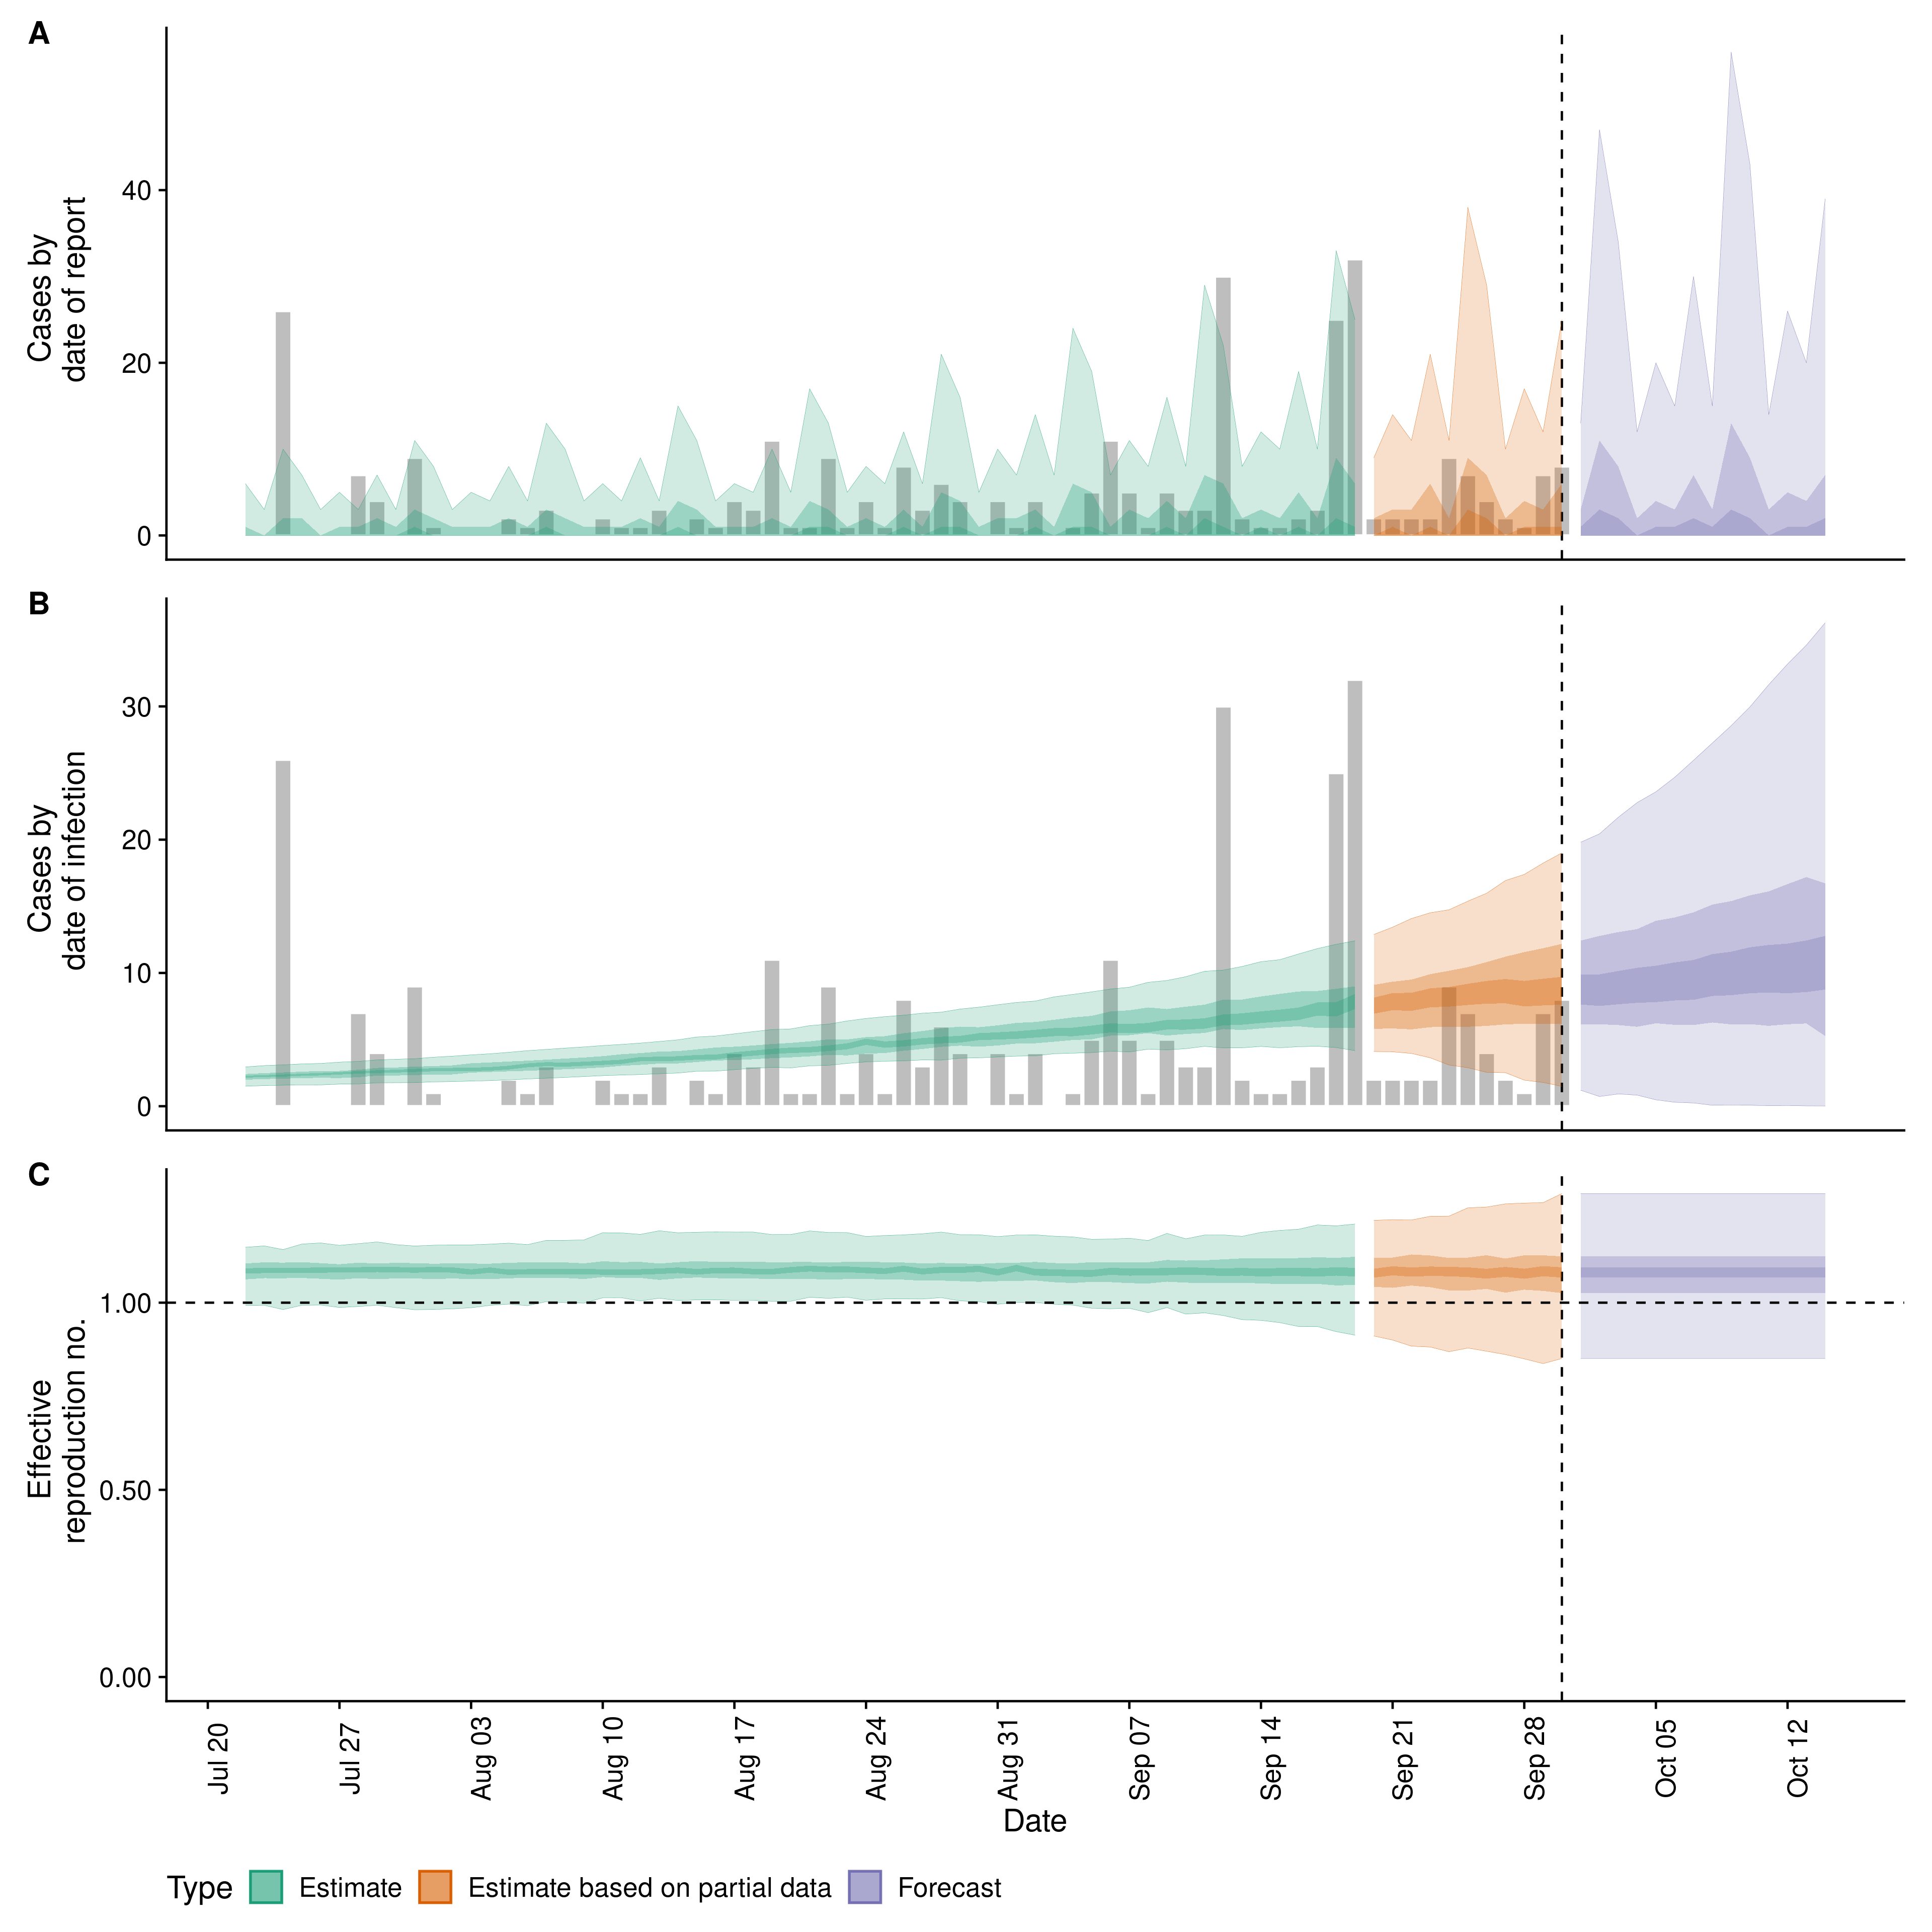 A
Cases by
date of report
40
20
0
B
Cases by
date of infection
30
20
10
0
C
Effective
reproduction no.
1.00
0.50
0.00
Jul 20
Jul 27
Aug 03
Aug 10
Aug 17
Aug 24
Aug 31
Sep 07
Sep 14
Sep 21
Sep 28
Oct 05
Oct 12
Date
Type Estimate Estimate based on partial data Forecast